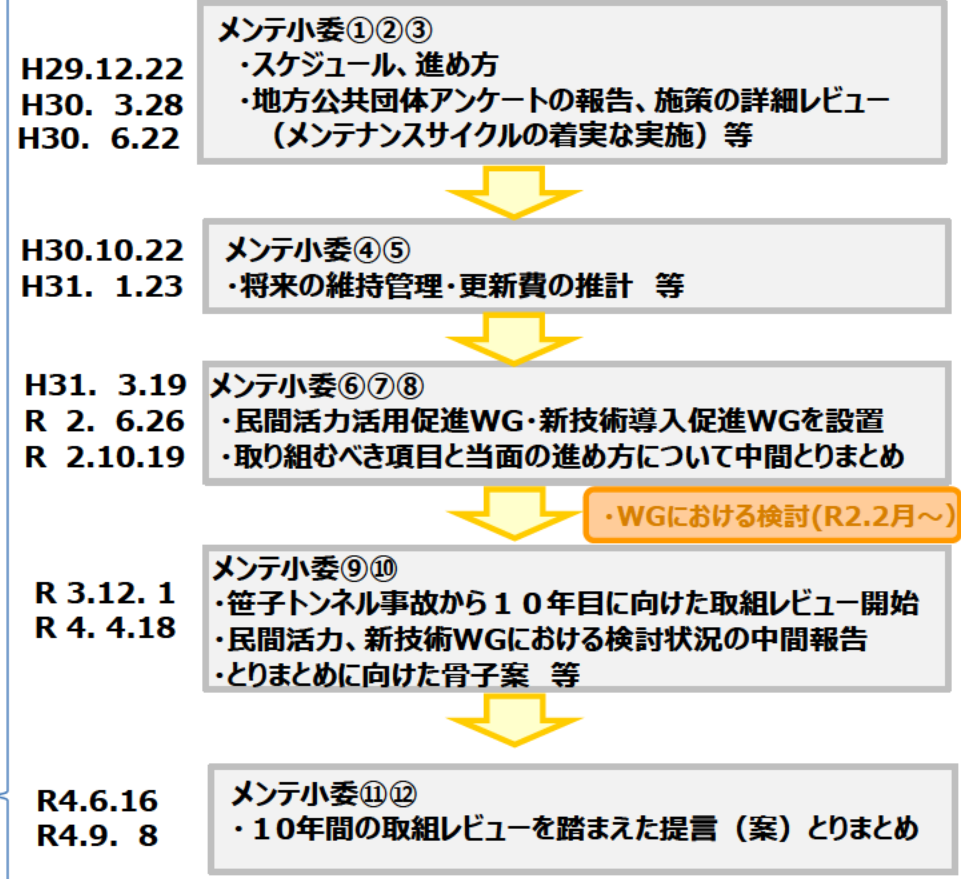 メンテ小委①②③
H29.12.22
H30. 3.28
H30. 6.22
・スケジュール、進め方
・地方公共団体アンケートの報告、施策の詳細レビュー
（メンテナンスサイクルの着実な実施）等
H30.10.22
H31. 1.23
メンテ小委④⑤
・将来の維持管理・更新費の推計 等
H31. 3.19
R 2. 6.26
R 2.10.19
メンテ小委⑥⑦⑧
・民間活力活用促進WG・新技術導入促進WGを設置
・取り組むべき項目と当面の進め方について中間とりまとめ
・WGにおける検討(R2.2月～)
R 3.12. 1
R 4. 4.18
メンテ小委⑨⑩
・笹子トンネル事故から１０年目に向けた取組レビュー開始
・民間活力、新技術WGにおける検討状況の中間報告
・とりまとめに向けた骨子案 等
R4.6.16
R4.9. 8
メンテ小委⑪⑫
・１０年間の取組レビューを踏まえた提言（案）とりまとめ